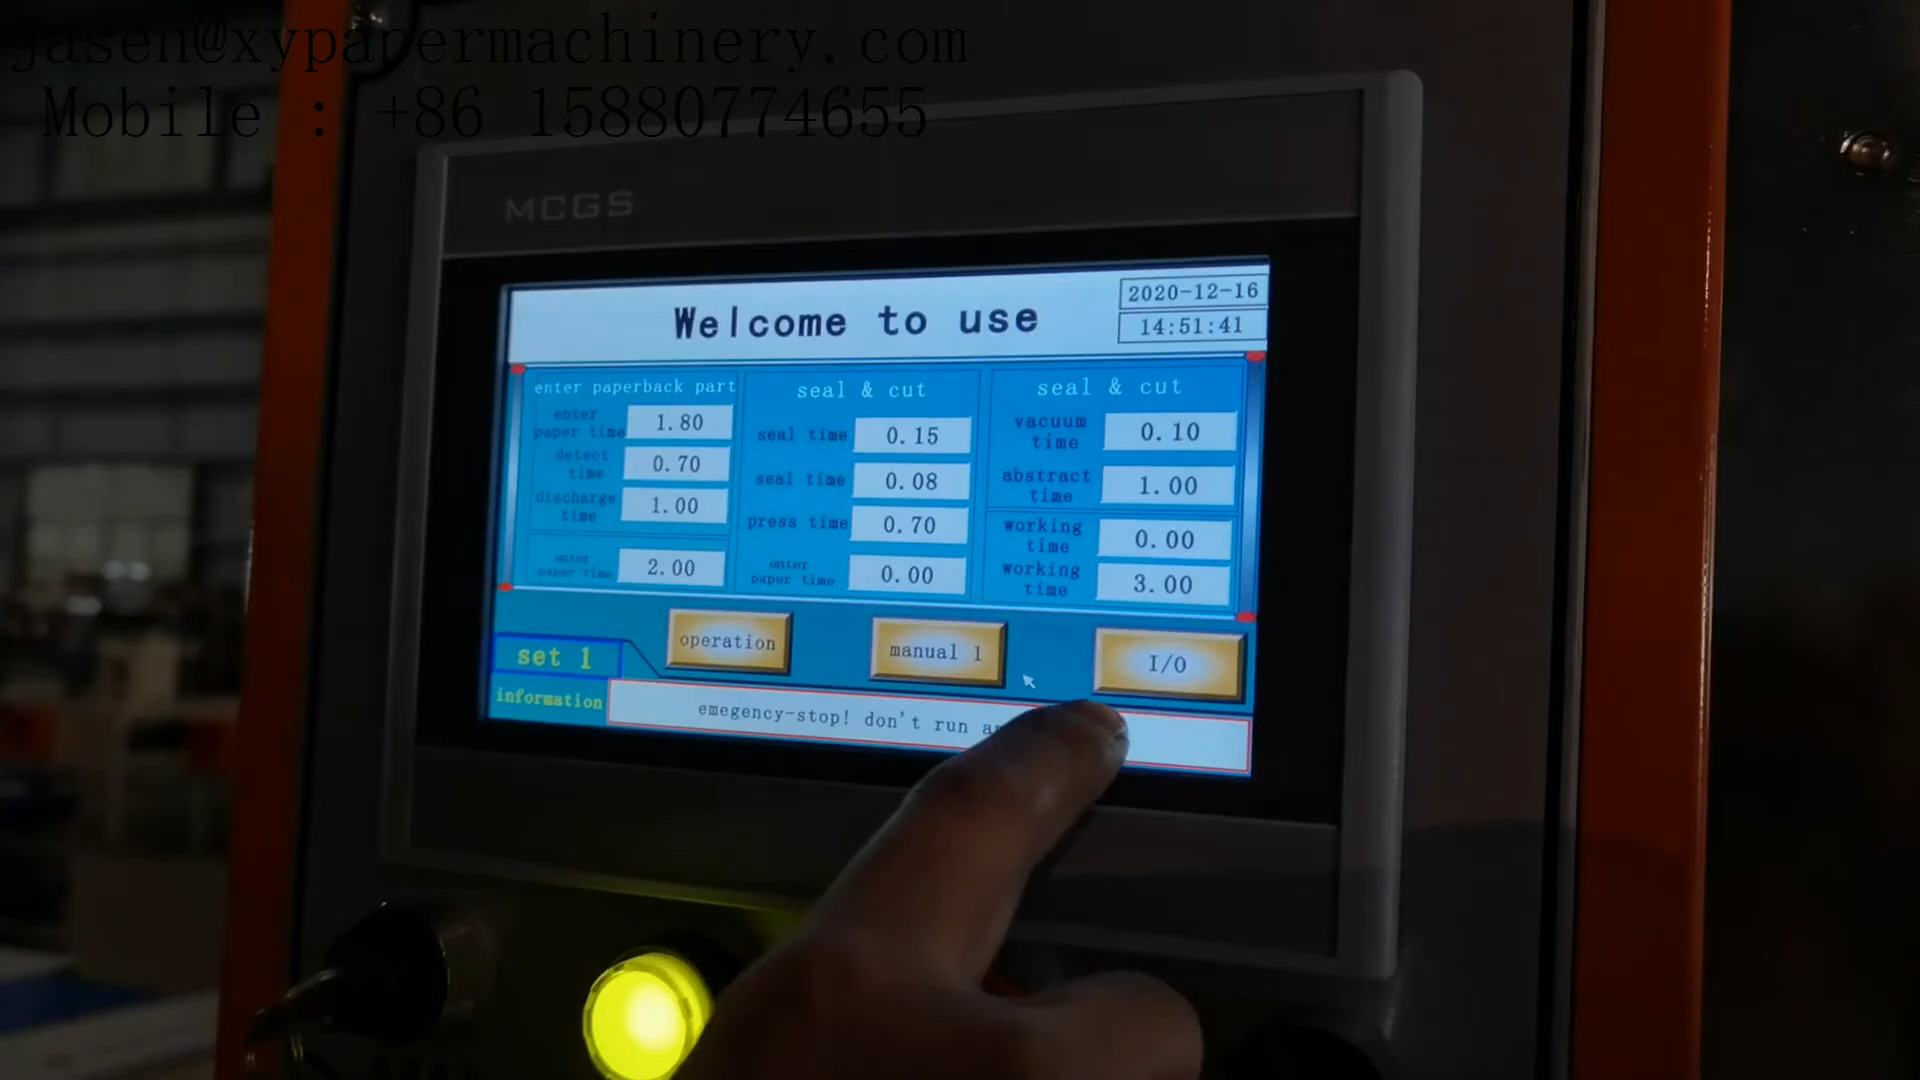 jasen@xypapermachinery.com
Mobile : +86 15880774655
MCGS
Welcome to use
2020-12-16
14:51:41
enter paperback part
enter
paper time
1.80
detect
time
0.70
discharge
time
1.00
enter
paper time
2.00
seal & cut
seal time
0.15
seal time
0.08
press time
0.70
enter
paper time
0.00
seal & cut
vacuum
time
0.10
abstract
time
1.00
working
time
0.00
working
time
3.00
operation
manual 1
I/O
set 1
information
emegency-stop! don't run